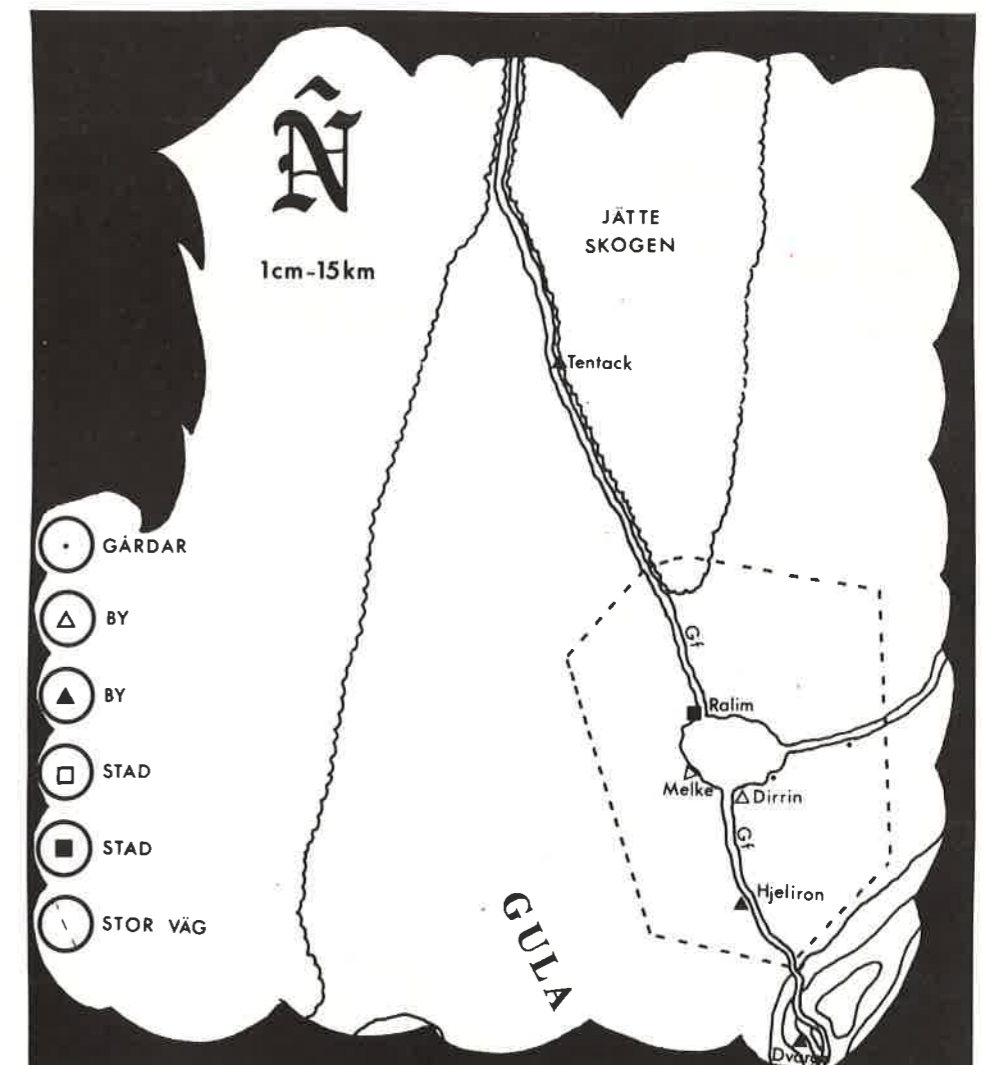 Ñ
1cm-15km
JÄTTE
SKOGEN
Tentack
GÅRDAR
BY
BY
STAD
STAD
STOR VÄG
Gf
Ralim
Melke
Dirrin
Gf
Hjeliron
GULA